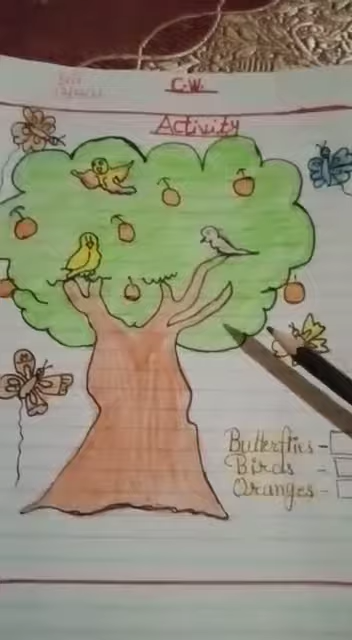 C.W.
Activity
Butterflies -
Birds -
Oranges -